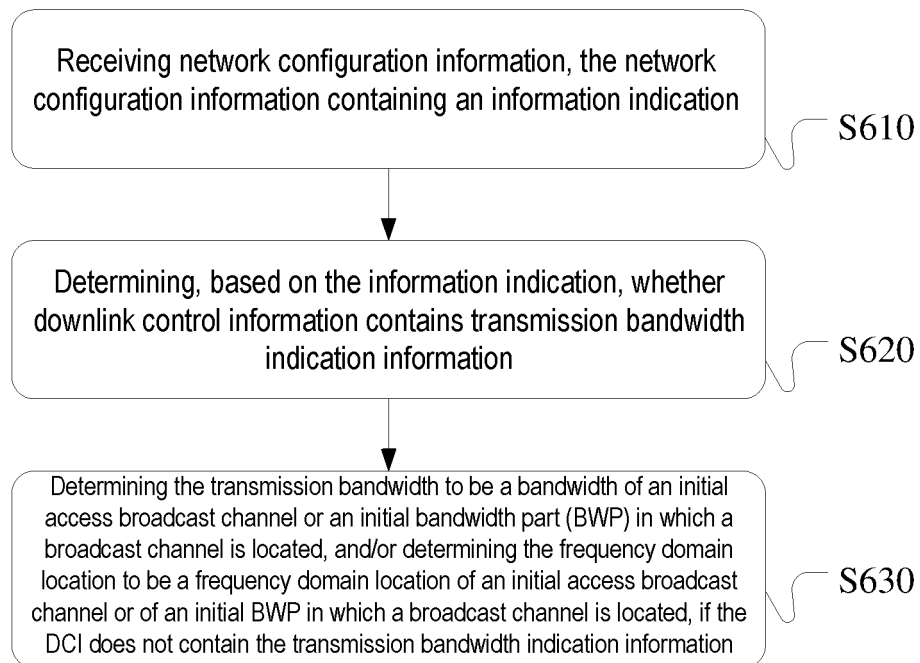 Receiving network configuration information, the network
configuration information containing an information indication
S610
Determining, based on the information indication, whether
downlink control information contains transmission bandwidth
indication information
S620
Determining the transmission bandwidth to be a bandwidth of an initial
access broadcast channel or an initial bandwidth part (BWP) in which a
broadcast channel is located, and/or determining the frequency domain
location to be a frequency domain location of an initial access broadcast
channel or of an initial BWP in which a broadcast channel is located, if the
DCI does not contain the transmission bandwidth indication information
S630